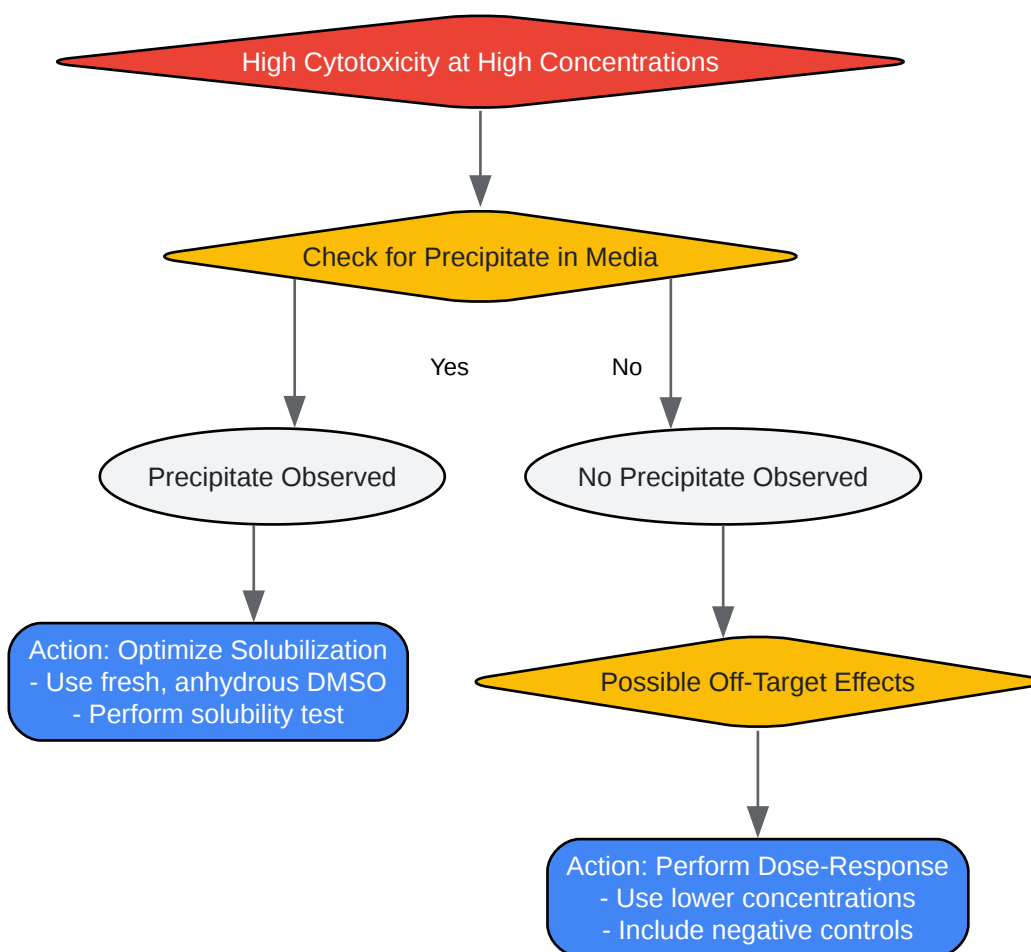 High Cytotoxicity at High Concentrations
Check for Precipitate in Media
Yes
No
Precipitate Observed
No Precipitate Observed
Action: Optimize Solubilization
- Use fresh, anhydrous DMSO
- Perform solubility test
Possible Off-Target Effects
Action: Perform Dose-Response
- Use lower concentrations
- Include negative controls